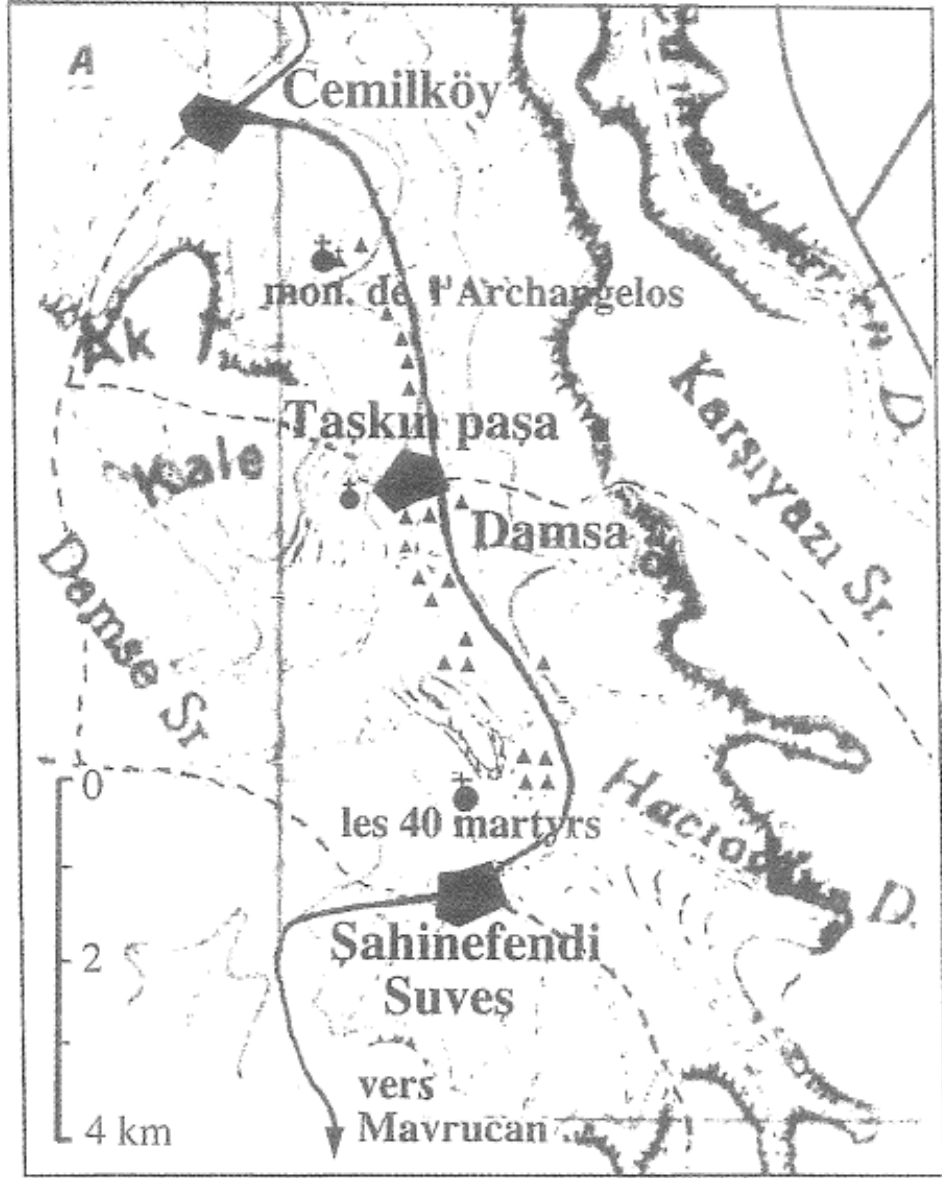 A
Cemilköy
mon. de l'Archangelos
Ak
Taşkın paşa
Kale
Karşıyazı Sr.
D.
Damsa
Damsa Sr
0
les 40 martyrs
D.
2
Şahinefendi
Suveş
vers
Mavrucan
4 km